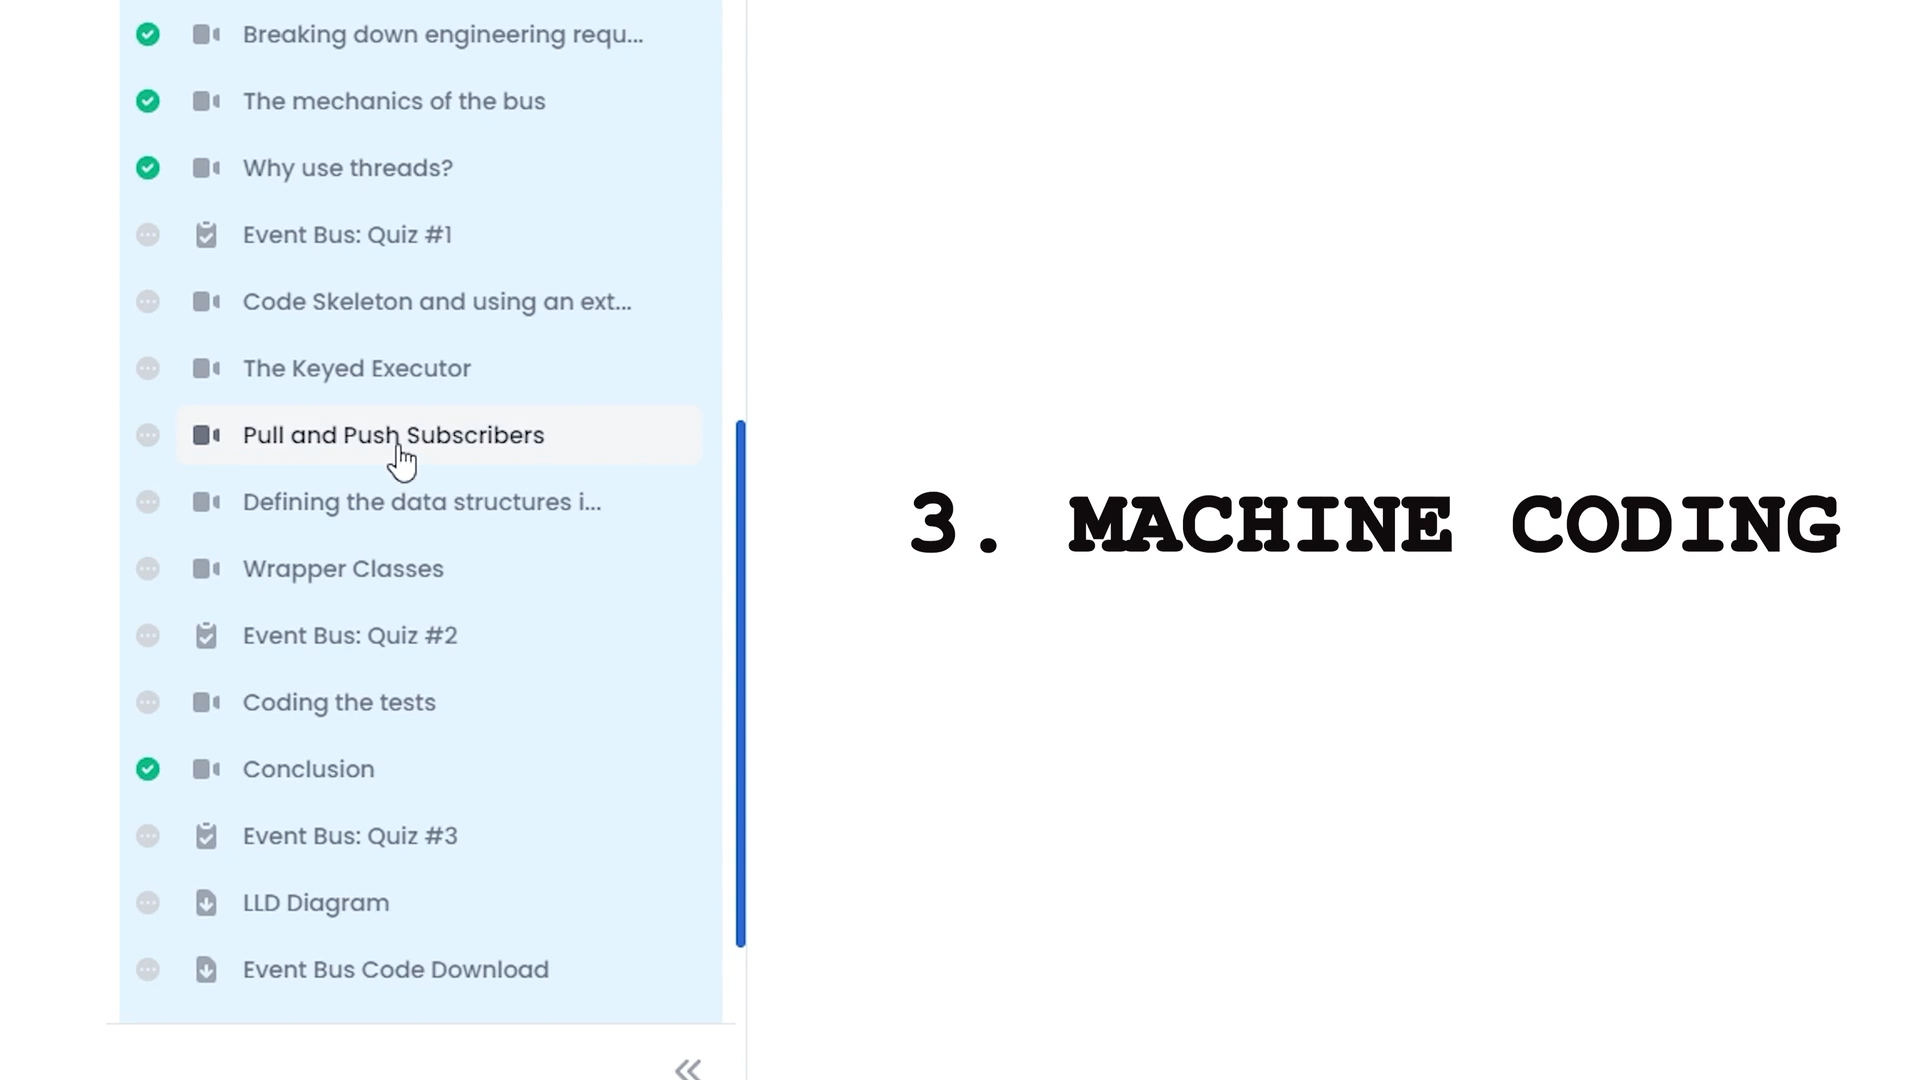 Breaking down engineering requ...
The mechanics of the bus
Why use threads?
Event Bus: Quiz #1
Code Skeleton and using an ext...
The Keyed Executor
Pull and Push Subscribers
Defining the data structures i...
Wrapper Classes
Event Bus: Quiz #2
Coding the tests
Conclusion
Event Bus: Quiz #3
LLD Diagram
Event Bus Code Download
3. MACHINE CODING